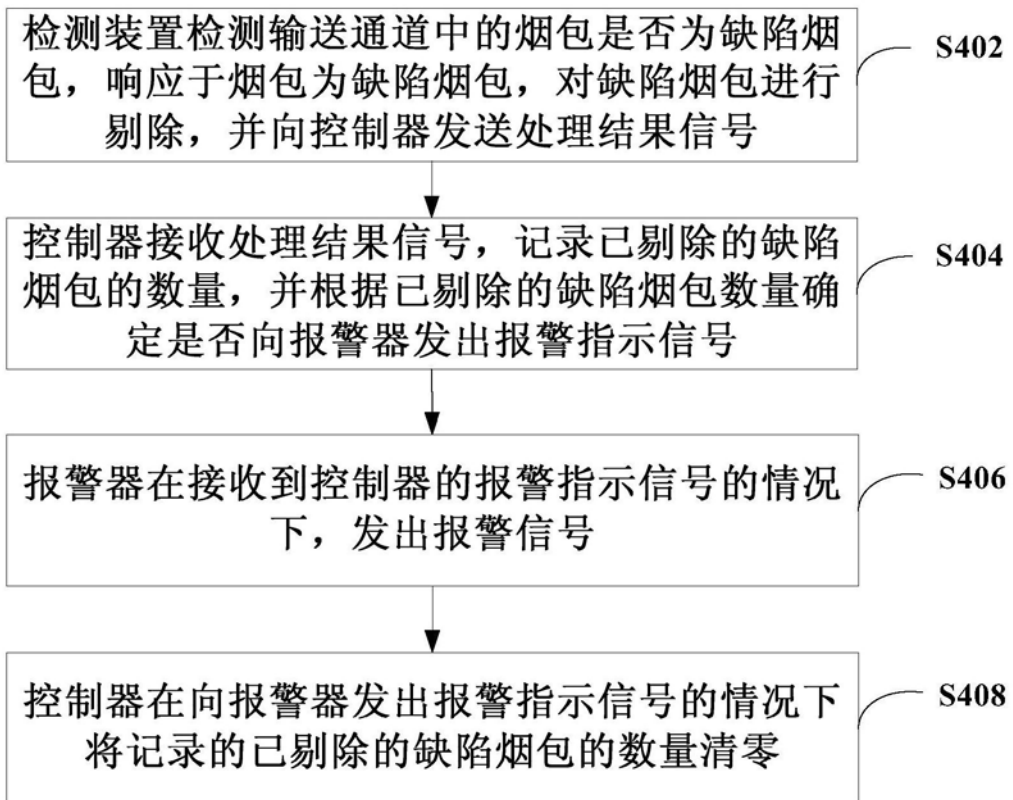 检测装置检测输送通道中的烟包是否为缺陷烟
包，响应于烟包为缺陷烟包，对缺陷烟包进行
剔除，并向控制器发送处理结果信号
S402
控制器接收处理结果信号，记录已剔除的缺陷
烟包的数量，并根据已剔除的缺陷烟包数量确
定是否向报警器发出报警指示信号
S404
报警器在接收到控制器的报警指示信号的情况
下，发出报警信号
S406
控制器在向报警器发出报警指示信号的情况下
将记录的已剔除的缺陷烟包的数量清零
S408